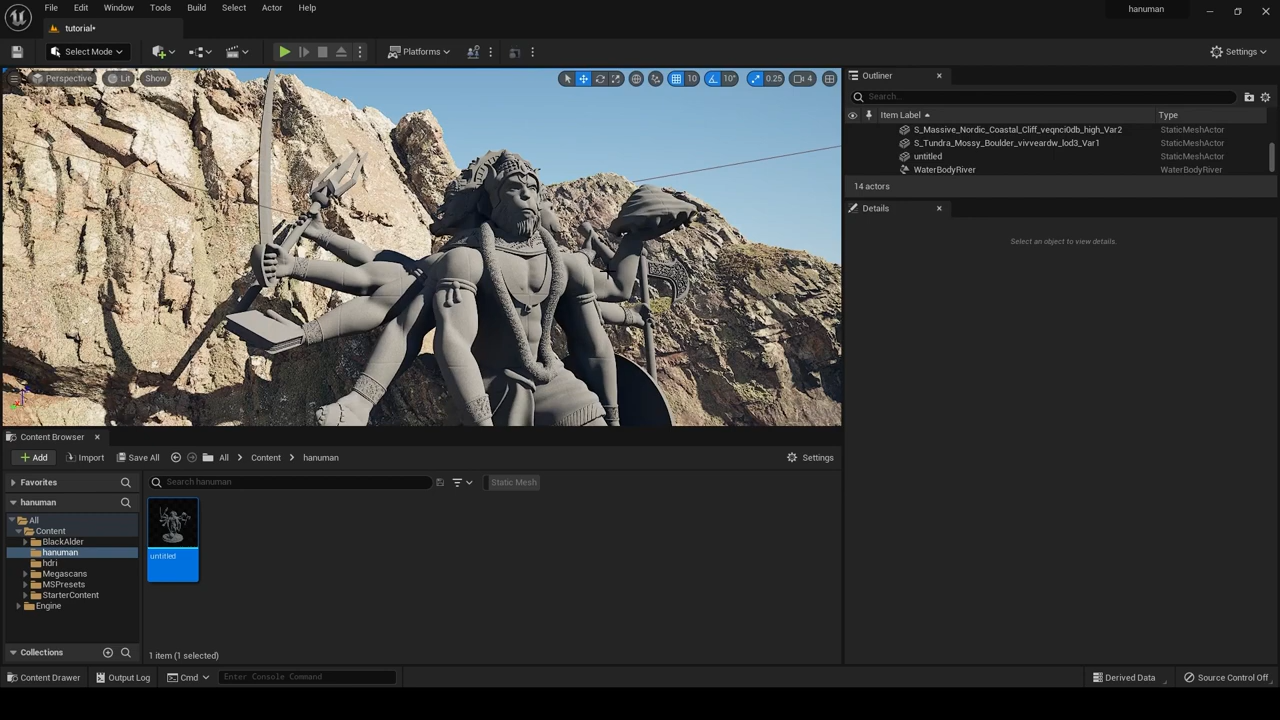 File Edit View Window Tools Build Select Actor Help
hanuman
tutorial*
Select Mode
Platforms
Settings
Perspective Lit Show
10 10° 0.25 4
Outliner
Search...
Item Label Type
S_Massive_Nordic_Coastal_Cliff_veqnci0db_high_Var2 StaticMeshActor
S_Tundra_Mossy_Boulder_vivveardw_lod3_Var1 StaticMeshActor
untitled StaticMeshActor
WaterBodyRiver WaterBodyRiver
14 actors
Details
Select an object to view details.
Content Browser
Add Import Save All All Content hanuman Settings
Favorites
hanuman
Search hanuman
Static Mesh
All
Content
BlackAlder
hanuman
hdri
Megascans
MSPresets
StarterContent
Engine
untitled
Collections
1 item (1 selected)
Content Drawer Output Log Cmd Enter Console Command Derived Data Source Control Off